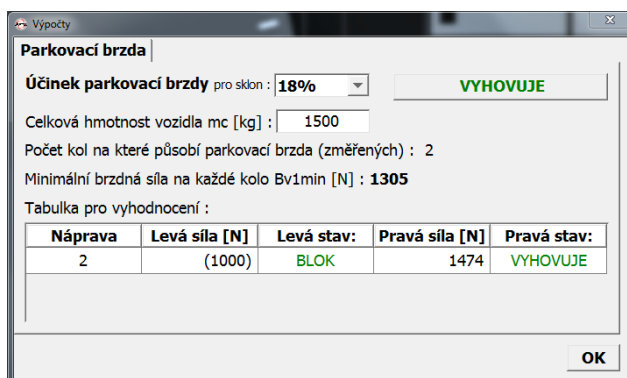 Výpočty
Parkovací brzda
Účinek parkovací brzdy pro sklon : 18% VYHOVUJE
Celková hmotnost vozidla mc [kg] : 1500
Počet kol na které působí parkovací brzda (změřených) : 2
Minimální brzdná síla na každé kolo Bv1min [N] : 1305
Tabulka pro vyhodnocení :
Náprava Levá síla [N] Levá stav: Pravá síla [N] Pravá stav:
2 (1000) BLOK 1474 VYHOVUJE
OK